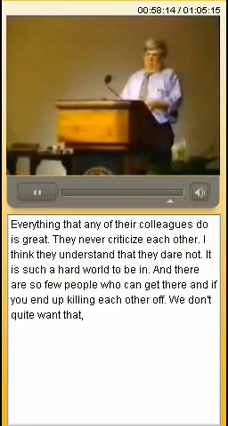 00:58:14 / 01:05:15
Everything that any of their colleagues do
is great. They never criticize each other. I
think they understand that they dare not. It
is such a hard world to be in. And there
are so few people who can get there and if
you end up killing each other off. We don't
quite want that,